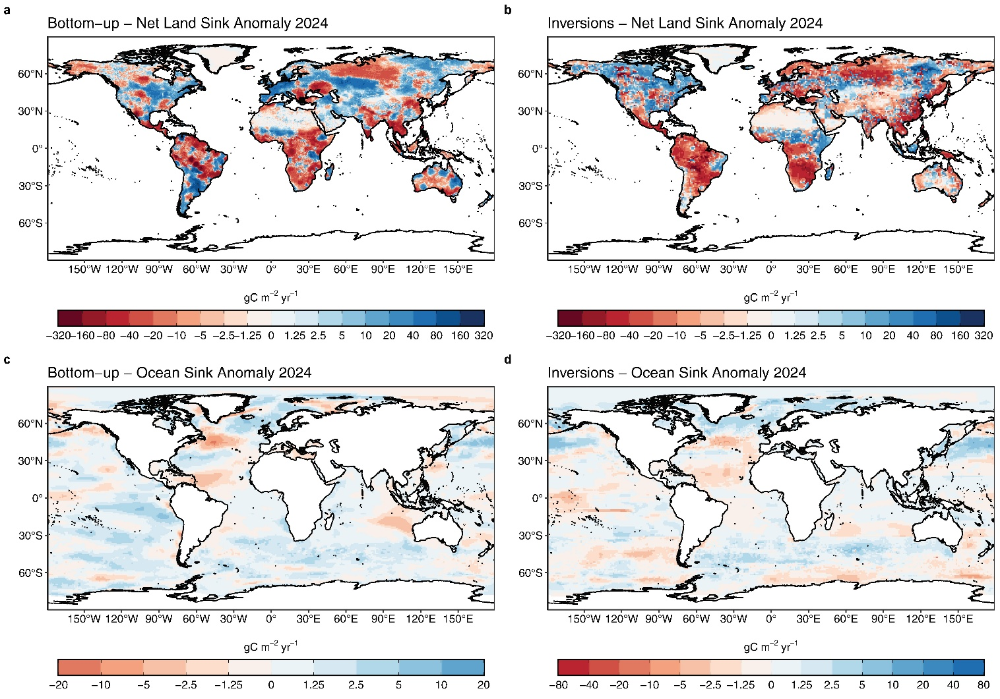 a
Bottom–up – Net Land Sink Anomaly 2024
60°N
30°N
0°
30°S
60°S
150°W 120°W 90°W 60°W 30°W 0° 30°E 60°E 90°E 120°E 150°E
gC m⁻² yr⁻¹
−320 −160 −80 −40 −20 −10 −5 −2.5 −1.25 0 1.25 2.5 5 10 20 40 80 160 320
b
Inversions – Net Land Sink Anomaly 2024
60°N
30°N
0°
30°S
60°S
150°W 120°W 90°W 60°W 30°W 0° 30°E 60°E 90°E 120°E 150°E
gC m⁻² yr⁻¹
−320 −160 −80 −40 −20 −10 −5 −2.5 −1.25 0 1.25 2.5 5 10 20 40 80 160 320
c
Bottom–up – Ocean Sink Anomaly 2024
60°N
30°N
0°
30°S
60°S
150°W 120°W 90°W 60°W 30°W 0° 30°E 60°E 90°E 120°E 150°E
gC m⁻² yr⁻¹
−20 −10 −5 −2.5 −1.25 0 1.25 2.5 5 10 20
d
Inversions – Ocean Sink Anomaly 2024
60°N
30°N
0°
30°S
60°S
150°W 120°W 90°W 60°W 30°W 0° 30°E 60°E 90°E 120°E 150°E
gC m⁻² yr⁻¹
−80 −40 −20 −10 −5 −2.5 −1.25 0 1.25 2.5 5 10 20 40 80